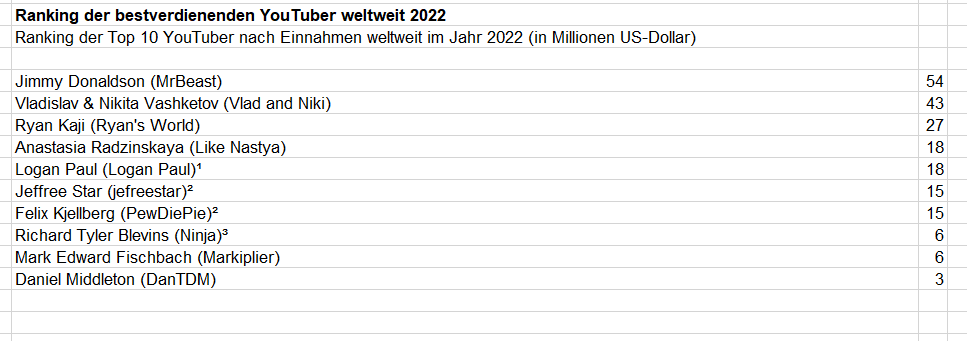 Ranking der bestverdienenden YouTuber weltweit 2022
Ranking der Top 10 YouTuber nach Einnahmen weltweit im Jahr 2022 (in Millionen US-Dollar)
Jimmy Donaldson (MrBeast) 54
Vladislav & Nikita Vashketov (Vlad and Niki) 43
Ryan Kaji (Ryan's World) 27
Anastasia Radzinskaya (Like Nastya) 18
Logan Paul (Logan Paul)¹ 18
Jeffree Star (jefreestar)² 15
Felix Kjellberg (PewDiePie)² 15
Richard Tyler Blevins (Ninja)³ 6
Mark Edward Fischbach (Markiplier) 6
Daniel Middleton (DanTDM) 3